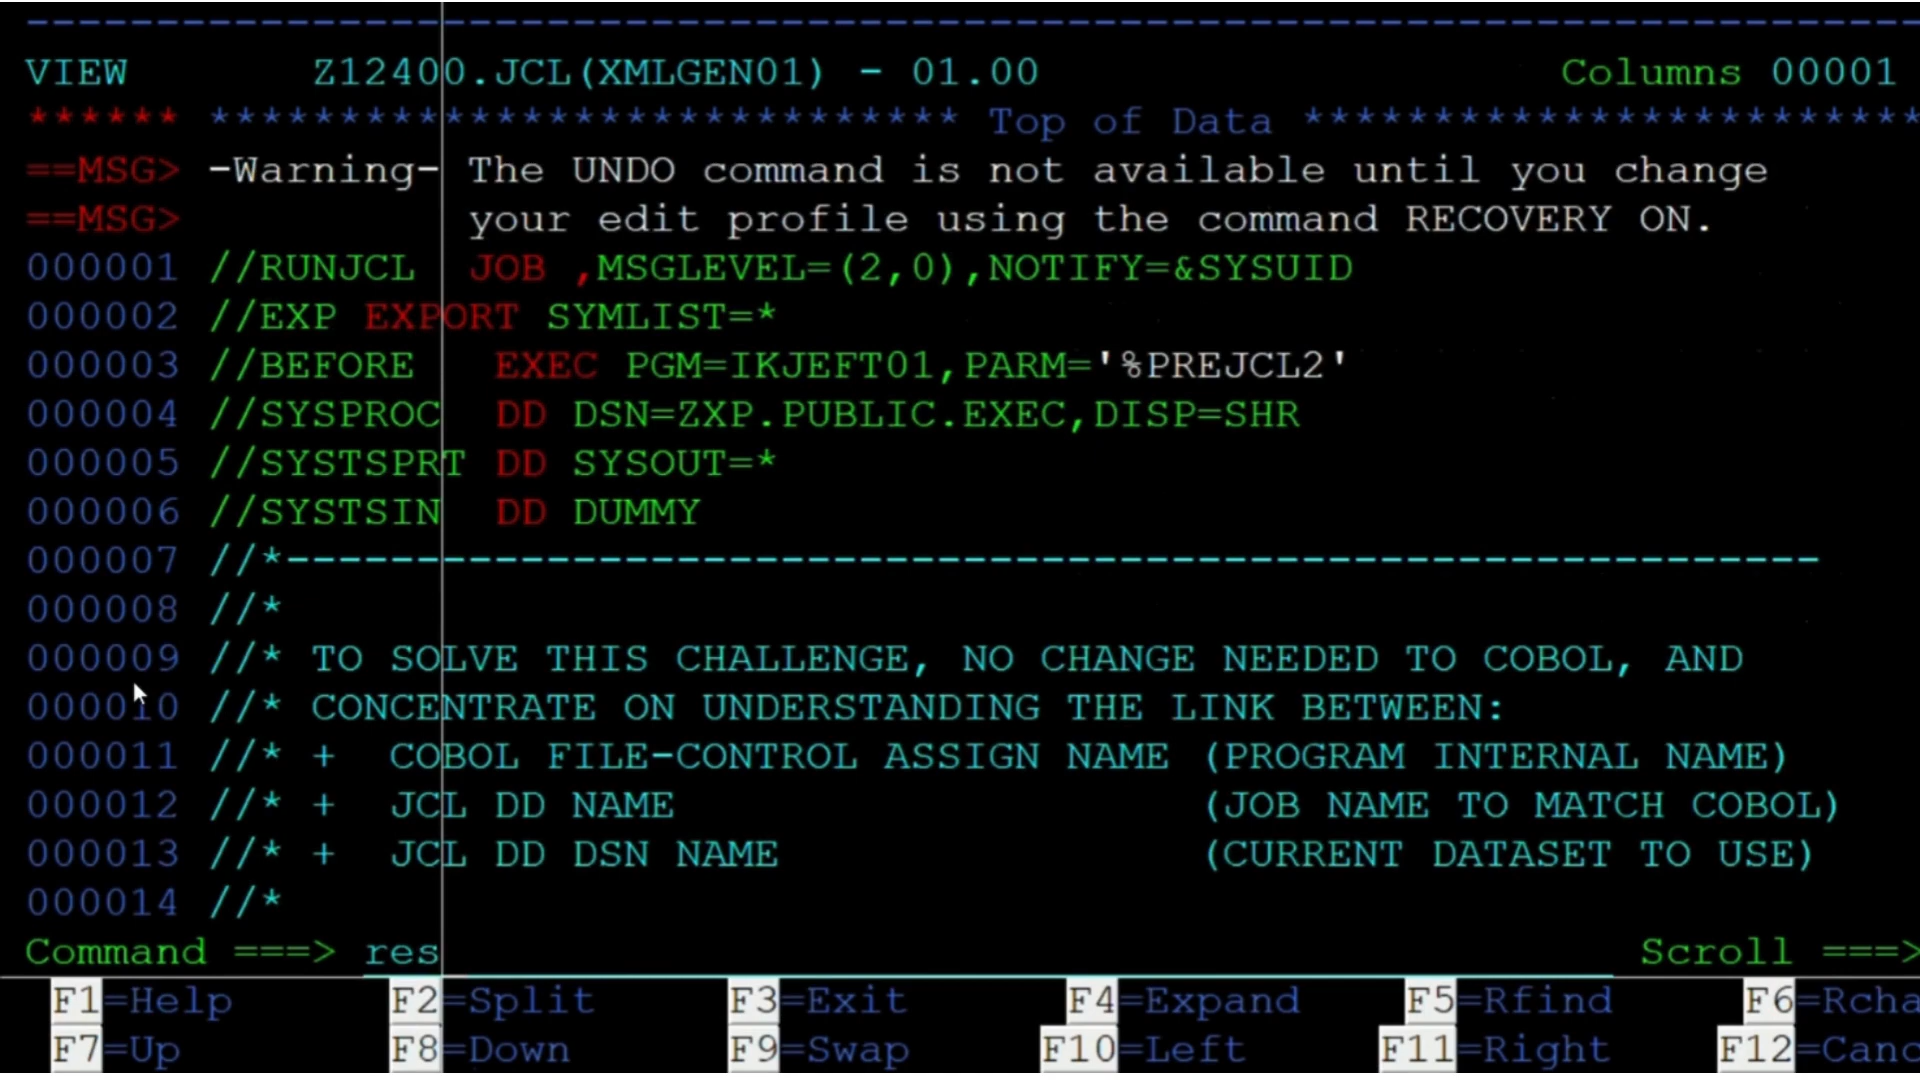 VIEW Z12400.JCL(XMLGEN01) - 01.00 Columns 00001
****** ***************************** Top of Data ************************
==MSG> -Warning- The UNDO command is not available until you change
==MSG> your edit profile using the command RECOVERY ON.
000001 //RUNJCL JOB ,MSGLEVEL=(2,0),NOTIFY=&SYSUID
000002 //EXP EXPORT SYMLIST=*
000003 //BEFORE EXEC PGM=IKJEFT01,PARM='%PREJCL2'
000004 //SYSPROC DD DSN=ZXP.PUBLIC.EXEC,DISP=SHR
000005 //SYSTSPRT DD SYSOUT=*
000006 //SYSTSIN DD DUMMY
000007 //*-----------------------------------------------------------
000008 //*
000009 //* TO SOLVE THIS CHALLENGE, NO CHANGE NEEDED TO COBOL, AND
000010 //* CONCENTRATE ON UNDERSTANDING THE LINK BETWEEN:
000011 //* + COBOL FILE-CONTROL ASSIGN NAME (PROGRAM INTERNAL NAME)
000012 //* + JCL DD NAME (JOB NAME TO MATCH COBOL)
000013 //* + JCL DD DSN NAME (CURRENT DATASET TO USE)
000014 //*
Command ===> res Scroll ===>
F1=Help F2=Split F3=Exit F4=Expand F5=Rfind F6=Rcha
F7=Up F8=Down F9=Swap F10=Left F11=Right F12=Canc